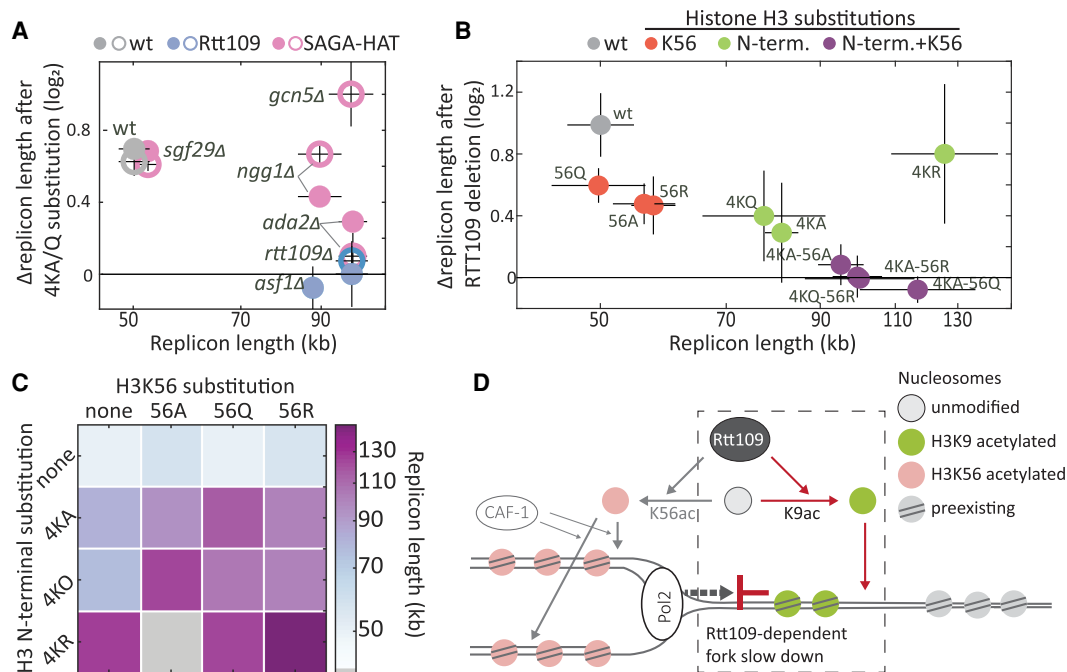 A
wt Rtt109 SAGA-HAT
Δreplicon length after
4KA/Q substitution (log₂)
0.8
0.4
0
gcn5Δ
wt
sgf29Δ
ngg1Δ
ada2Δ
rtt109Δ
asf1Δ
50 70 90
Replicon length (kb)
B
Histone H3 substitutions
wt K56 N-term. N-term.+K56
Δreplicon length after
RTT109 deletion (log₂)
1.2
0.8
0.4
0
wt
56Q
56R
56A
4KR
4KQ
4KA
4KA-56A
4KA-56R
4KQ-56R
4KA-56Q
50 70 90 110 130
Replicon length (kb)
C
H3K56 substitution
none 56A 56Q 56R
H3 N-terminal substitution
none
4KA
4KQ
4KR
130
110
90
70
50
Replicon length (kb)
D
Nucleosomes
unmodified
H3K9 acetylated
H3K56 acetylated
preexisting
Rtt109
CAF-1
K56ac
K9ac
Pol2
Rtt109-dependent
fork slow down